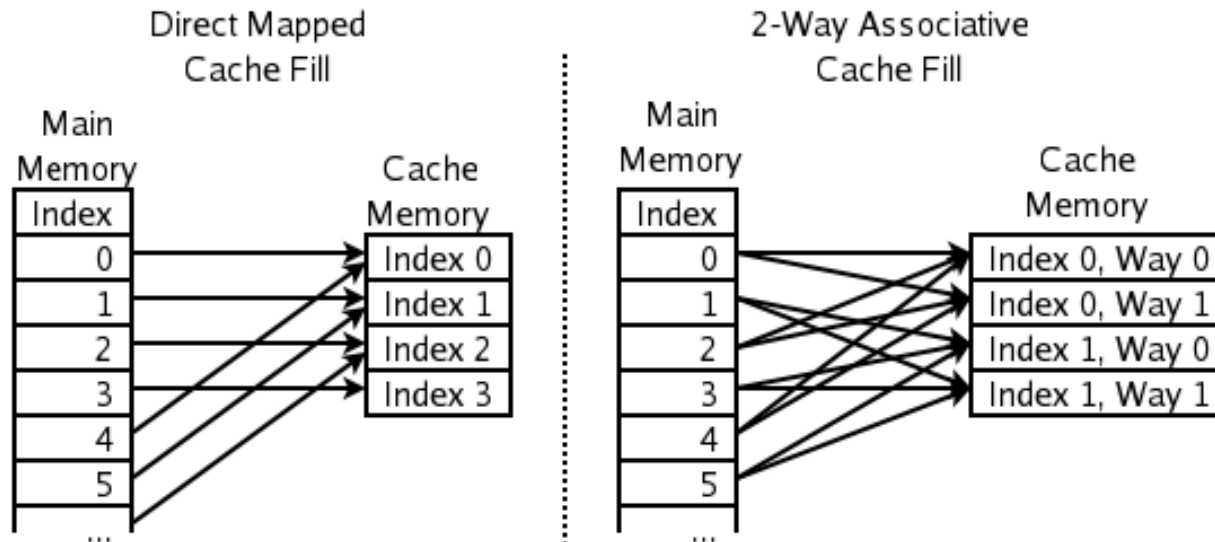 Direct Mapped
Cache Fill
Main
Memory
Index
0
1
2
3
4
5
...
Cache
Memory
Index 0
Index 1
Index 2
Index 3
2-Way Associative
Cache Fill
Main
Memory
Index
0
1
2
3
4
5
...
Cache
Memory
Index 0, Way 0
Index 0, Way 1
Index 1, Way 0
Index 1, Way 1